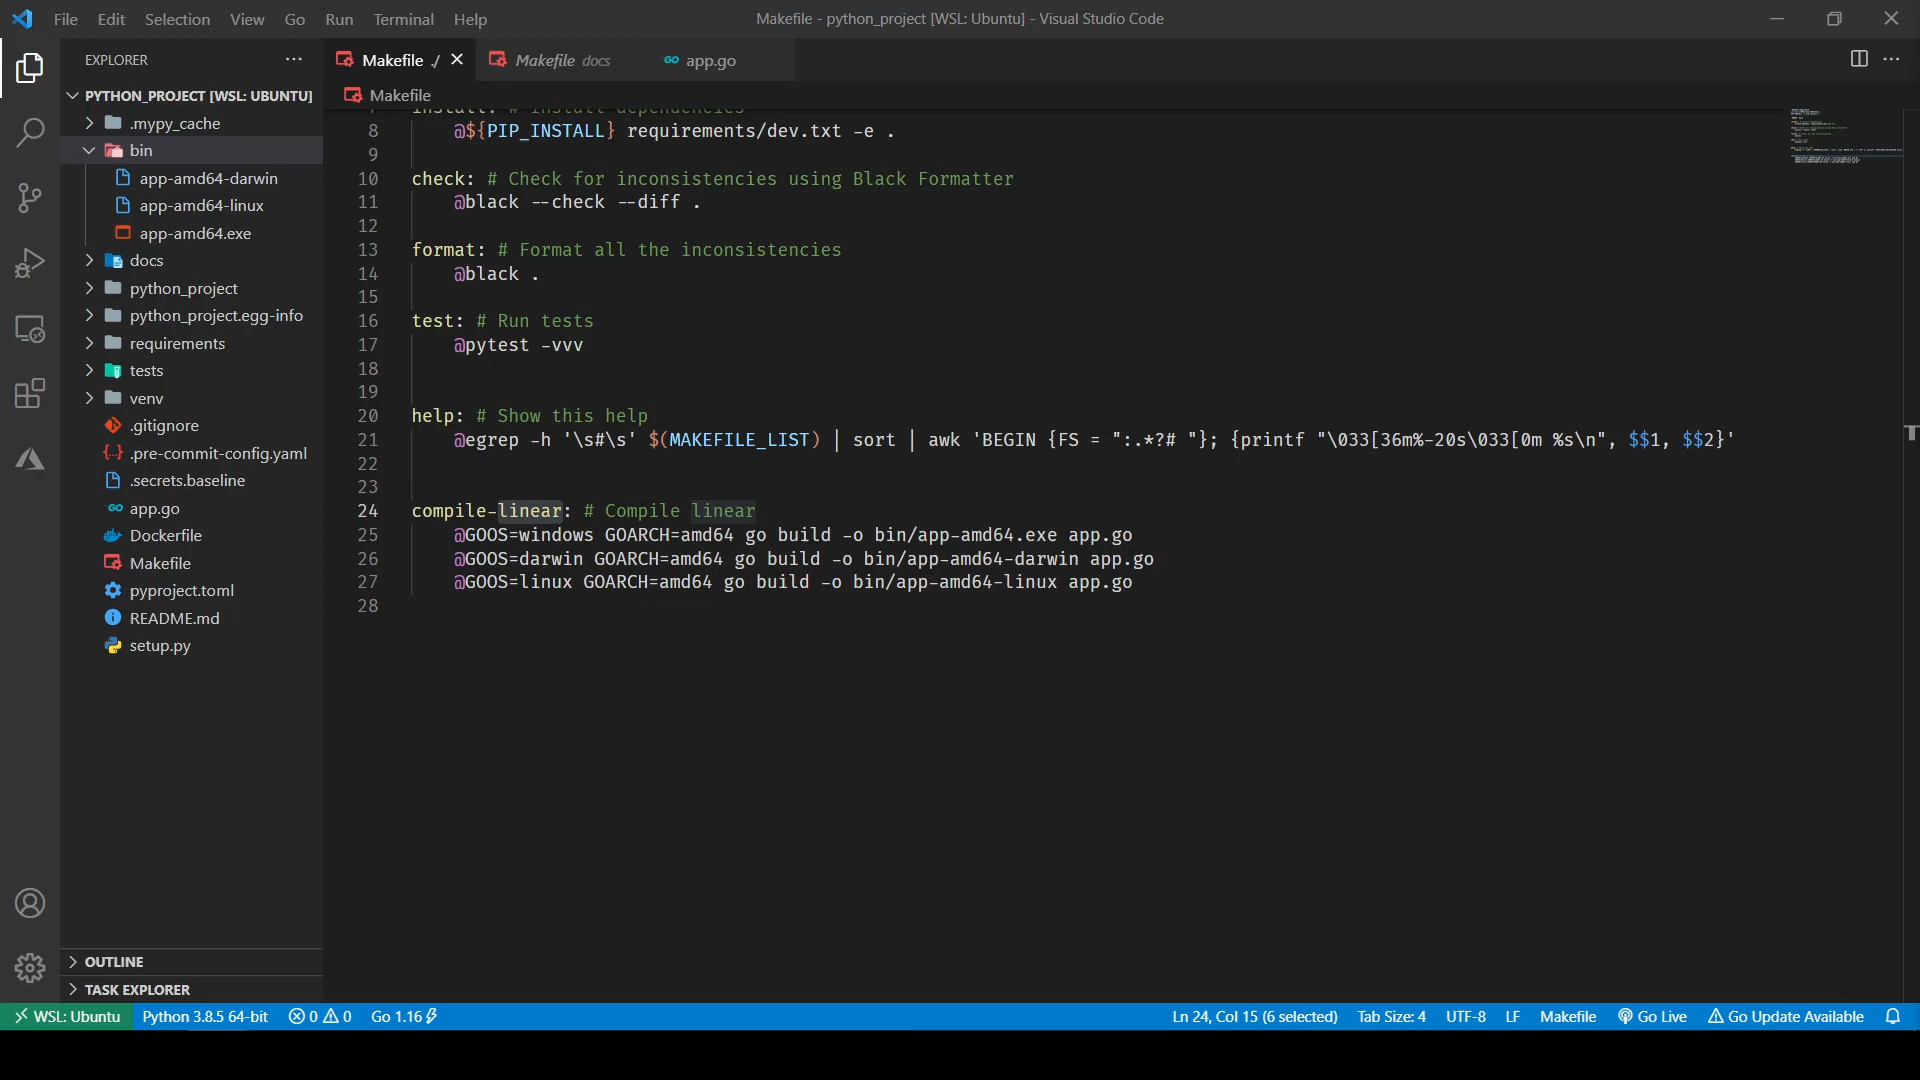 File Edit Selection View Go Run Terminal Help
Makefile - python_project [WSL: Ubuntu] - Visual Studio Code
EXPLORER
PYTHON_PROJECT [WSL: UBUNTU]
.mypy_cache
bin
app-amd64-darwin
app-amd64-linux
app-amd64.exe
docs
python_project
python_project.egg-info
requirements
tests
venv
.gitignore
.pre-commit-config.yaml
.secrets.baseline
app.go
Dockerfile
Makefile
pyproject.toml
README.md
setup.py
OUTLINE
TASK EXPLORER
Makefile ./ Makefile docs app.go
Makefile
7 install: # Install dependencies
8 @${PIP_INSTALL} requirements/dev.txt -e .
9
10 check: # Check for inconsistencies using Black Formatter
11 @black --check --diff .
12
13 format: # Format all the inconsistencies
14 @black .
15
16 test: # Run tests
17 @pytest -vvv
18
19
20 help: # Show this help
21 @egrep -h '\s#\s' $(MAKEFILE_LIST) | sort | awk 'BEGIN {FS = ":.*?# "}; {printf "\033[36m%-20s\033[0m %s\n", $$1, $$2}'
22
23
24 compile-linear: # Compile linear
25 @GOOS=windows GOARCH=amd64 go build -o bin/app-amd64.exe app.go
26 @GOOS=darwin GOARCH=amd64 go build -o bin/app-amd64-darwin app.go
27 @GOOS=linux GOARCH=amd64 go build -o bin/app-amd64-linux app.go
28
WSL: Ubuntu Python 3.8.5 64-bit 0 0 Go 1.16 Ln 24, Col 15 (6 selected) Tab Size: 4 UTF-8 LF Makefile Go Live Go Update Available